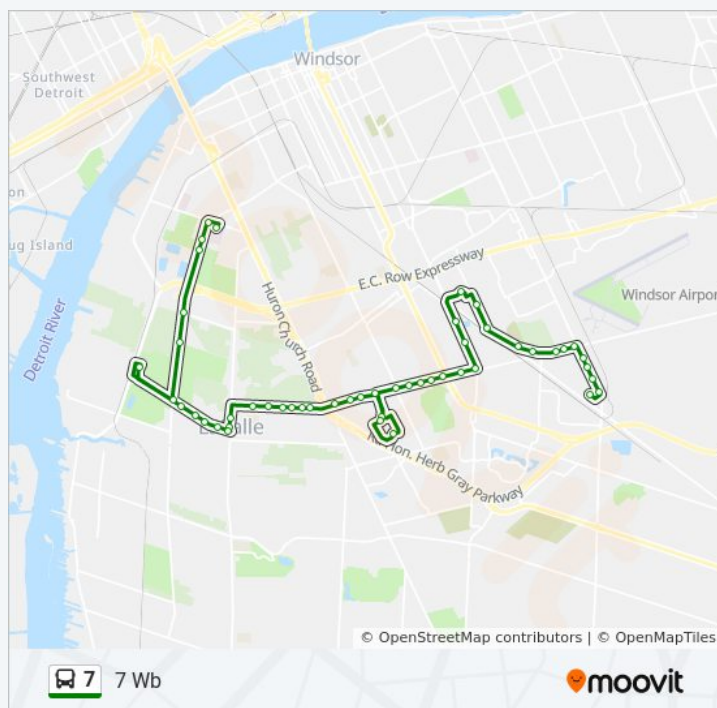 Windsor
Southwest
Detroit
ug Island
E.C. Row Expressway
Windsor Airpor
Huron Church Road
Detroit River
LaSalle
Herb Gray Parkway
© OpenStreetMap contributors | © OpenMapTiles
7 7 Wb
moovit